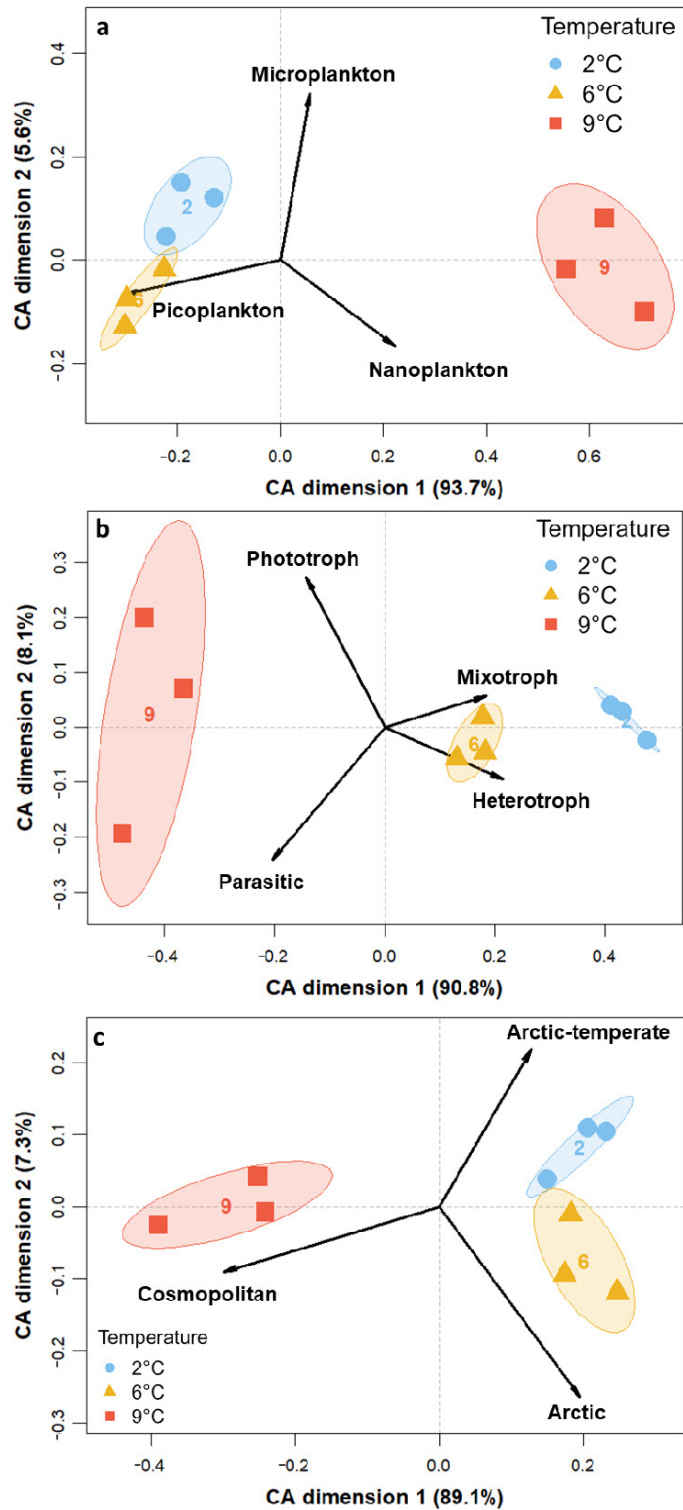 a
Temperature
2°C
6°C
9°C
Microplankton
2
9
6
Picoplankton
Nanoplankton
CA dimension 2 (5.6%)
0.4
0.2
0.0
-0.2
-0.2
0.0
0.2
0.4
0.6
CA dimension 1 (93.7%)
b
Temperature
2°C
6°C
9°C
Phototroph
Mixotroph
9
6
2
Heterotroph
Parasitic
CA dimension 2 (8.1%)
0.3
0.2
0.1
0.0
-0.1
-0.2
-0.3
-0.4
-0.2
0.0
0.2
0.4
CA dimension 1 (90.8%)
c
Arctic-temperate
2
9
6
Cosmopolitan
Arctic
Temperature
2°C
6°C
9°C
CA dimension 2 (7.3%)
0.2
0.1
0.0
-0.1
-0.2
-0.3
-0.4
-0.2
0.0
0.2
CA dimension 1 (89.1%)